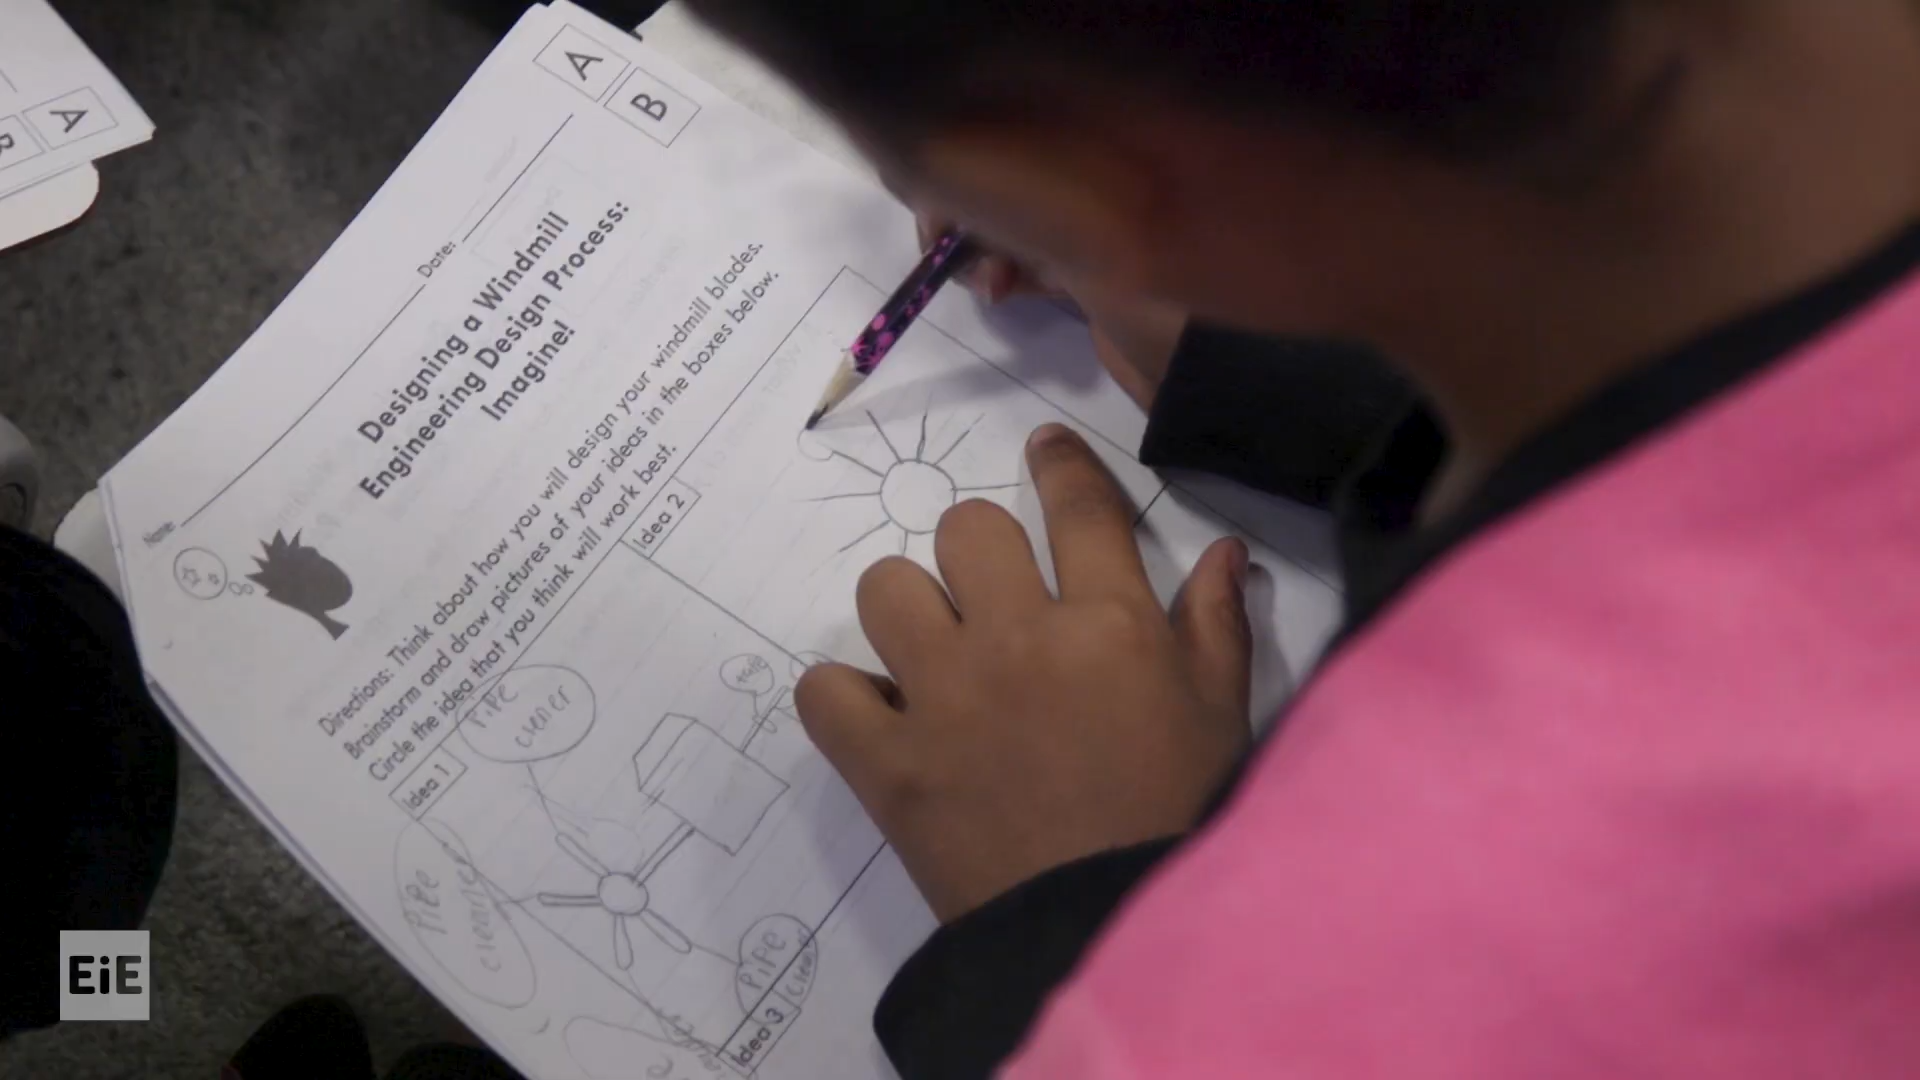 A
B
Name:
Date:
Designing a Windmill
Engineering Design Process:
Imagine!
Directions: Think about how you will design your windmill blades.
Brainstorm and draw pictures of your ideas in the boxes below.
Circle the idea that you think will work best.
Idea 1
Idea 2
Idea 3
PiPe
clener
PiPe
PiPe
A
EiE